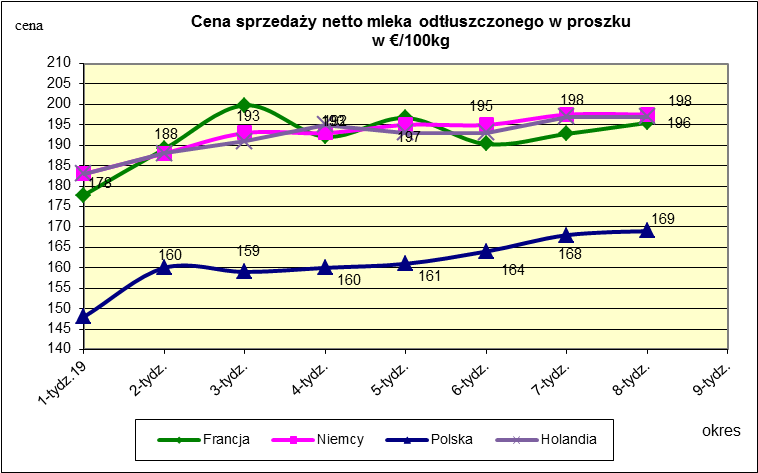 Cena sprzedaży netto mleka odtłuszczonego w proszku
w €/100kg
cena
210
205
200
195
190
185
180
175
170
165
160
155
150
145
140
193
198
198
195
188
192
196
197
178
169
160
159
160
161
164
168
1-tydz.19
2-tydz.
3-tydz.
4-tydz.
5-tydz.
6-tydz.
7-tydz.
8-tydz.
9-tydz.
okres
Francja
Niemcy
Polska
Holandia